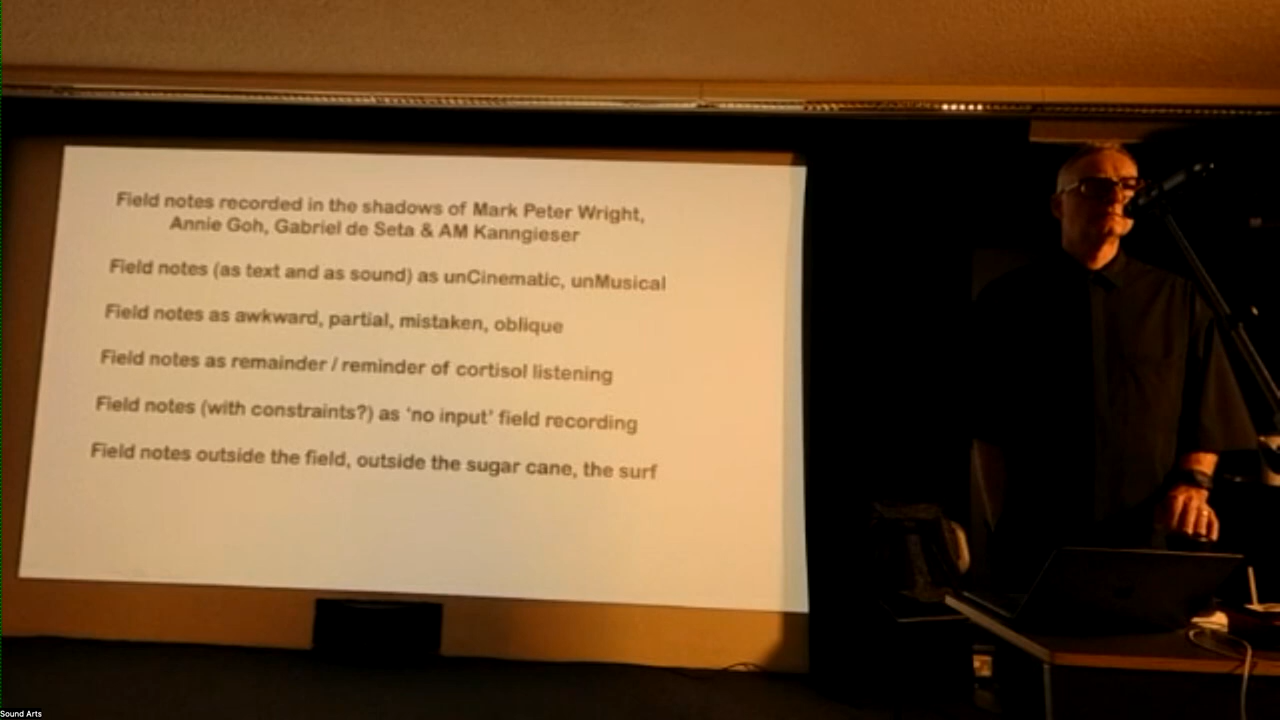 Field notes recorded in the shadows of Mark Peter Wright,
Annie Goh, Gabriel de Seta & AM Kanngieser
Field notes (as text and as sound) as unCinematic, unMusical
Field notes as awkward, partial, mistaken, oblique
Field notes as remainder / reminder of cortisol listening
Field notes (with constraints?) as ‘no input’ field recording
Field notes outside the field, outside the sugar cane, the surf
Sound Arts